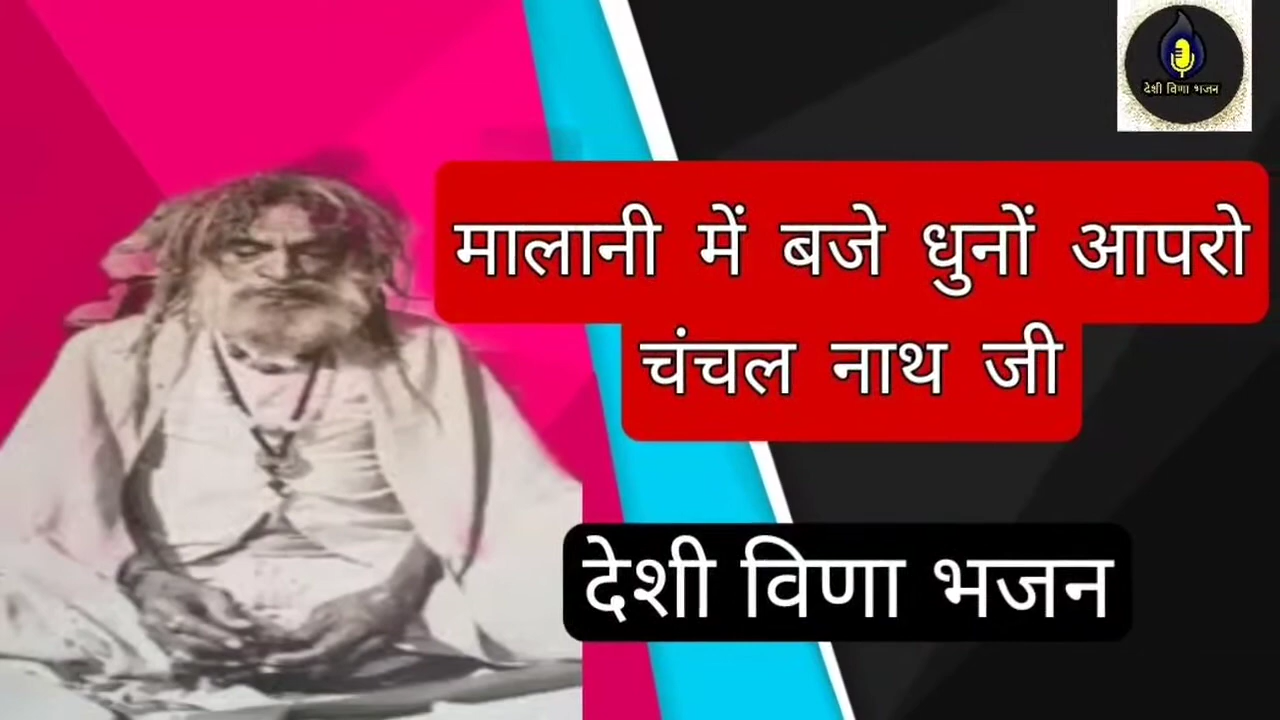 देशी विणा भजन
मालानी में बजे धुनों आपरो
चंचल नाथ जी
देशी विणा भजन